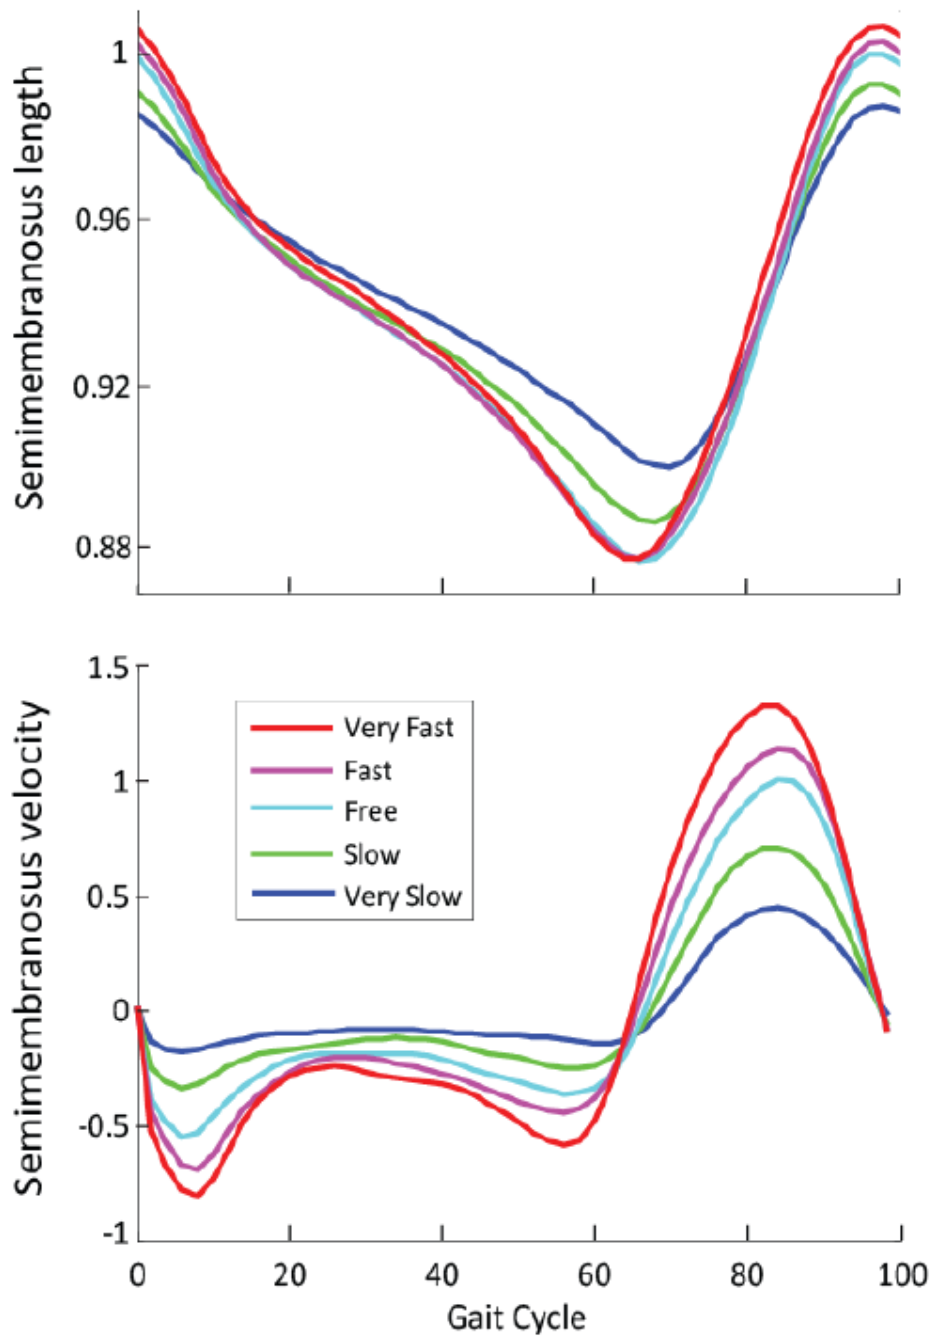 Semimembranosus length
1
0.96
0.92
0.88
Semimembranosus velocity
1.5
1
0.5
0
-0.5
-1
Very Fast
Fast
Free
Slow
Very Slow
0 20 40 60 80 100
Gait Cycle